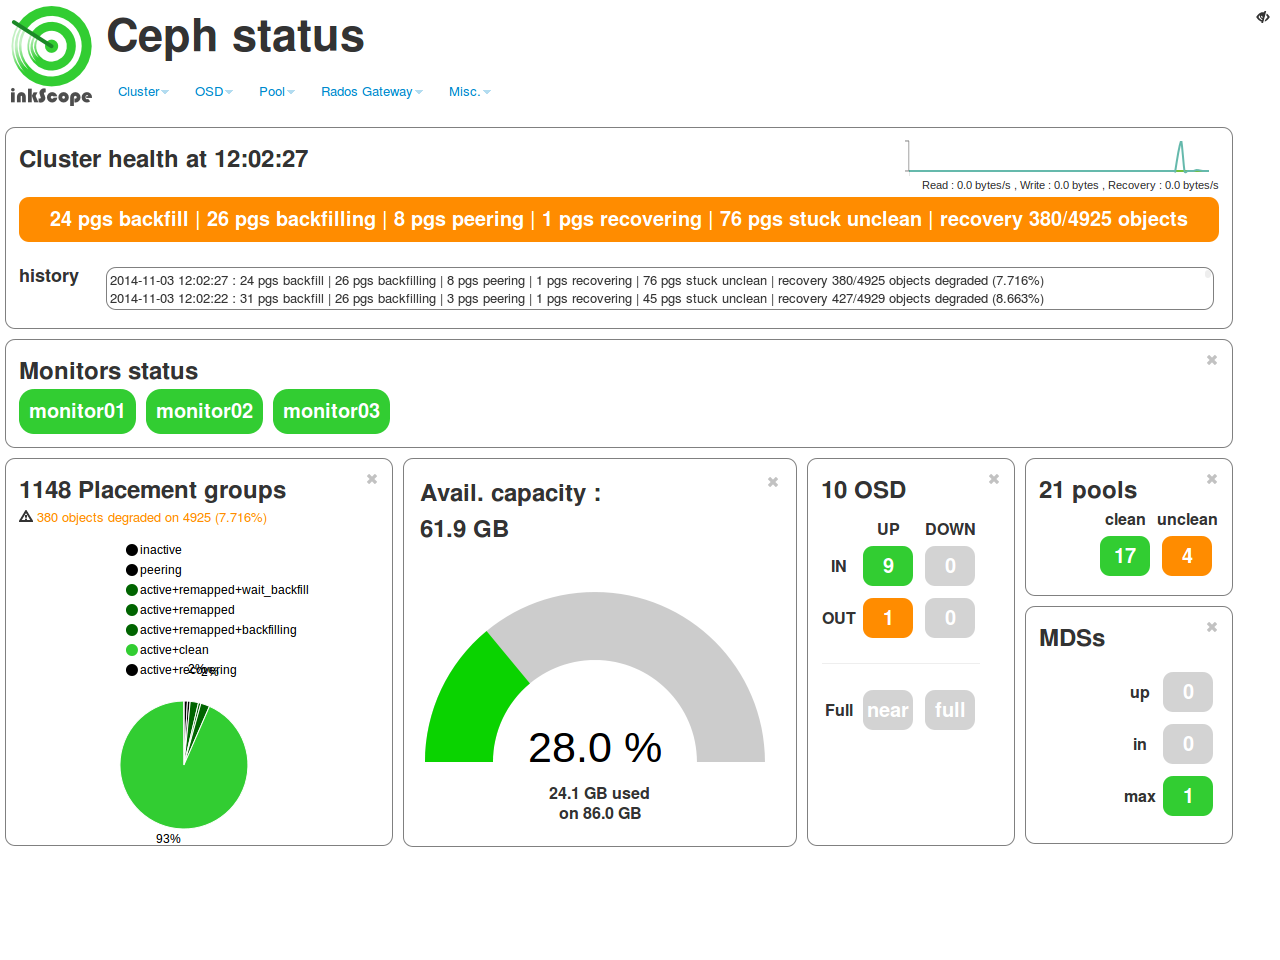 Ceph status
inkScope
Cluster OSD Pool Rados Gateway Misc.
Cluster health at 12:02:27
Read : 0.0 bytes/s , Write : 0.0 bytes , Recovery : 0.0 bytes/s
24 pgs backfill | 26 pgs backfilling | 8 pgs peering | 1 pgs recovering | 76 pgs stuck unclean | recovery 380/4925 objects
history
2014-11-03 12:02:27 : 24 pgs backfill | 26 pgs backfilling | 8 pgs peering | 1 pgs recovering | 76 pgs stuck unclean | recovery 380/4925 objects degraded (7.716%)
2014-11-03 12:02:22 : 31 pgs backfill | 26 pgs backfilling | 3 pgs peering | 1 pgs recovering | 45 pgs stuck unclean | recovery 427/4929 objects degraded (8.663%)
Monitors status
monitor01 monitor02 monitor03
1148 Placement groups
380 objects degraded on 4925 (7.716%)
inactive
peering
active+remapped+wait_backfill
active+remapped
active+remapped+backfilling
active+clean
active+recovering
2%
93%
Avail. capacity :
61.9 GB
28.0 %
24.1 GB used
on 86.0 GB
10 OSD
UP DOWN
IN 9 0
OUT 1 0
Full near full
21 pools
clean unclean
17 4
MDSs
up 0
in 0
max 1